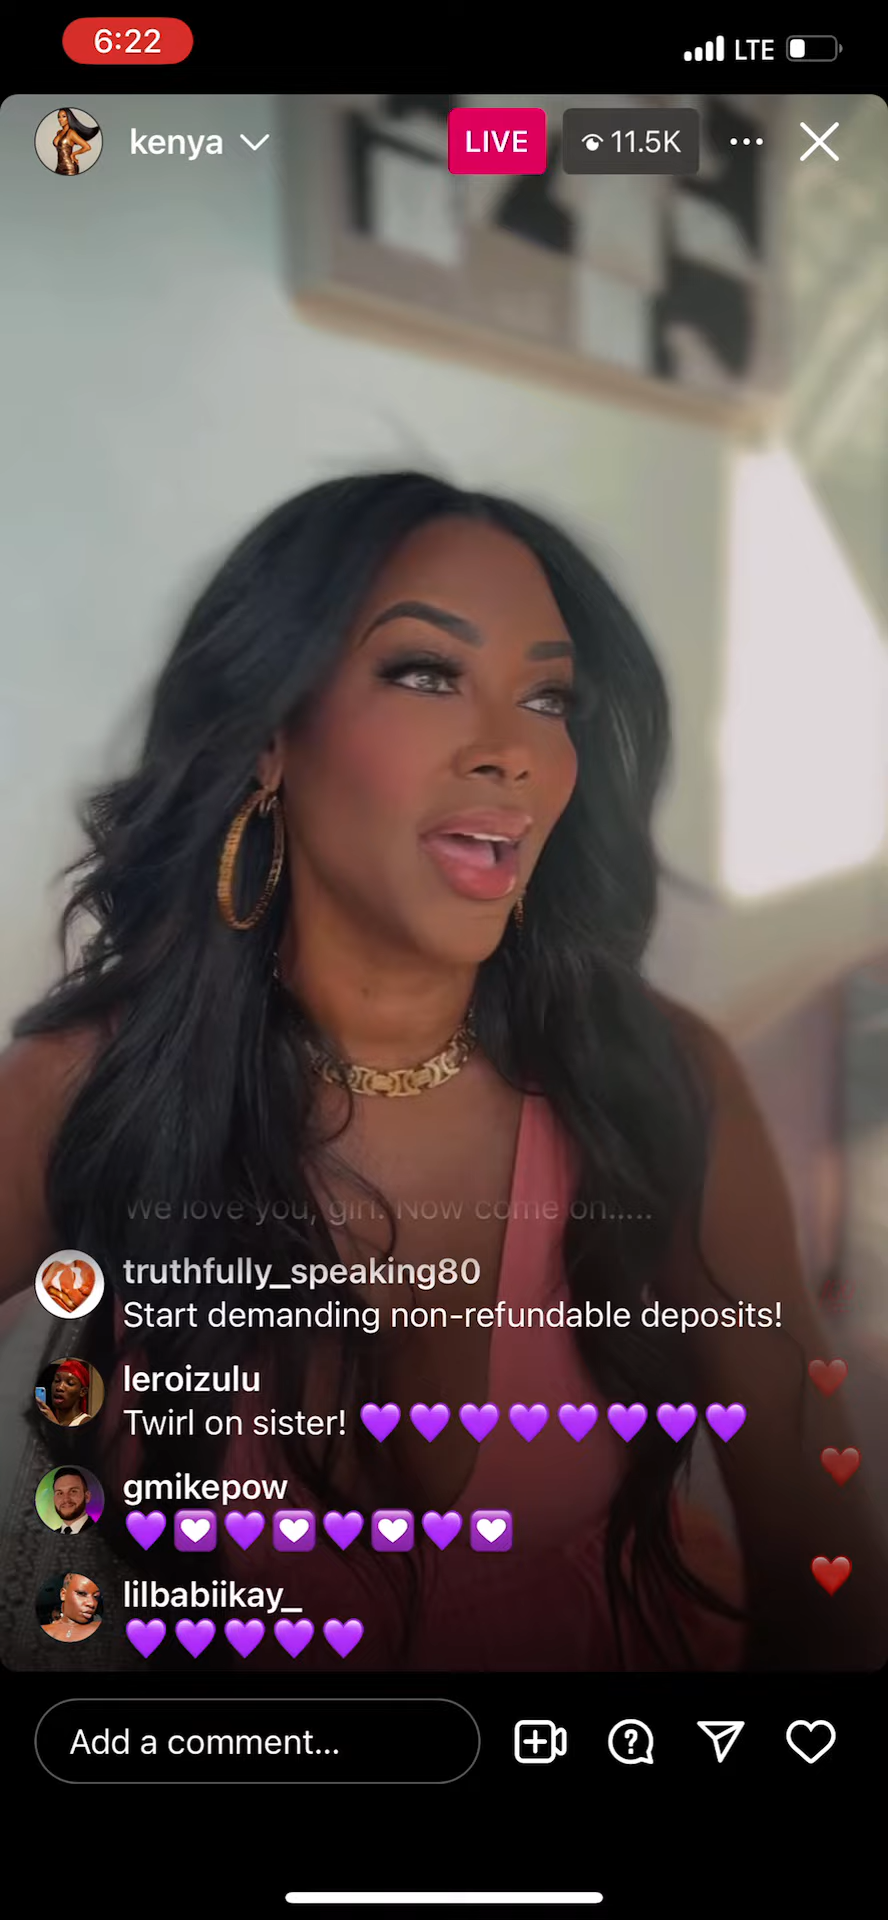 6:22
LTE
kenya
LIVE
11.5K
We love you, girl. Now come on.....
truthfully_speaking80
Start demanding non-refundable deposits!
leroizulu
Twirl on sister! 💜💜💜💜💜💜💜💜
gmikepow
💜💟💜💟💜💟💜💟
lilbabiikay_
💜💜💜💜💜
Add a comment...